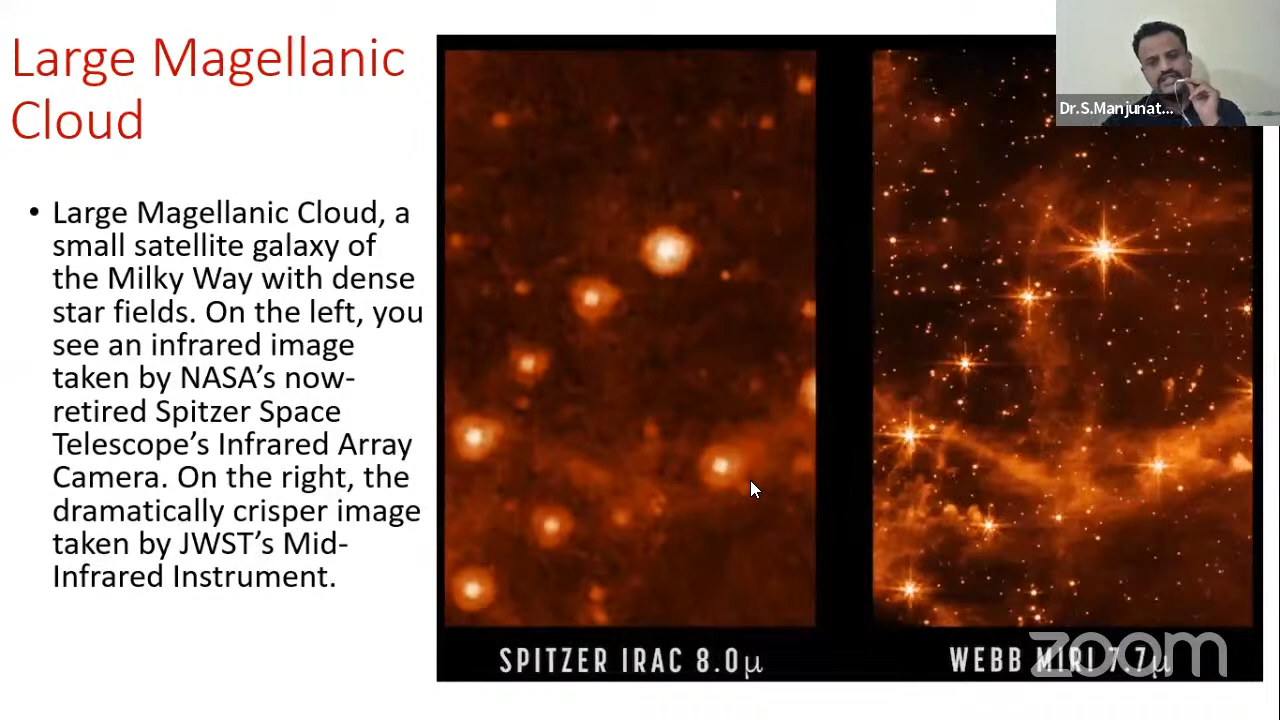 Large Magellanic
Cloud
• Large Magellanic Cloud, a
small satellite galaxy of
the Milky Way with dense
star fields. On the left, you
see an infrared image
taken by NASA’s now-
retired Spitzer Space
Telescope’s Infrared Array
Camera. On the right, the
dramatically crisper image
taken by JWST’s Mid-
Infrared Instrument.
SPITZER IRAC 8.0μ
WEBB MIRI 7.7μ
Dr.S.Manjunat...
zoom